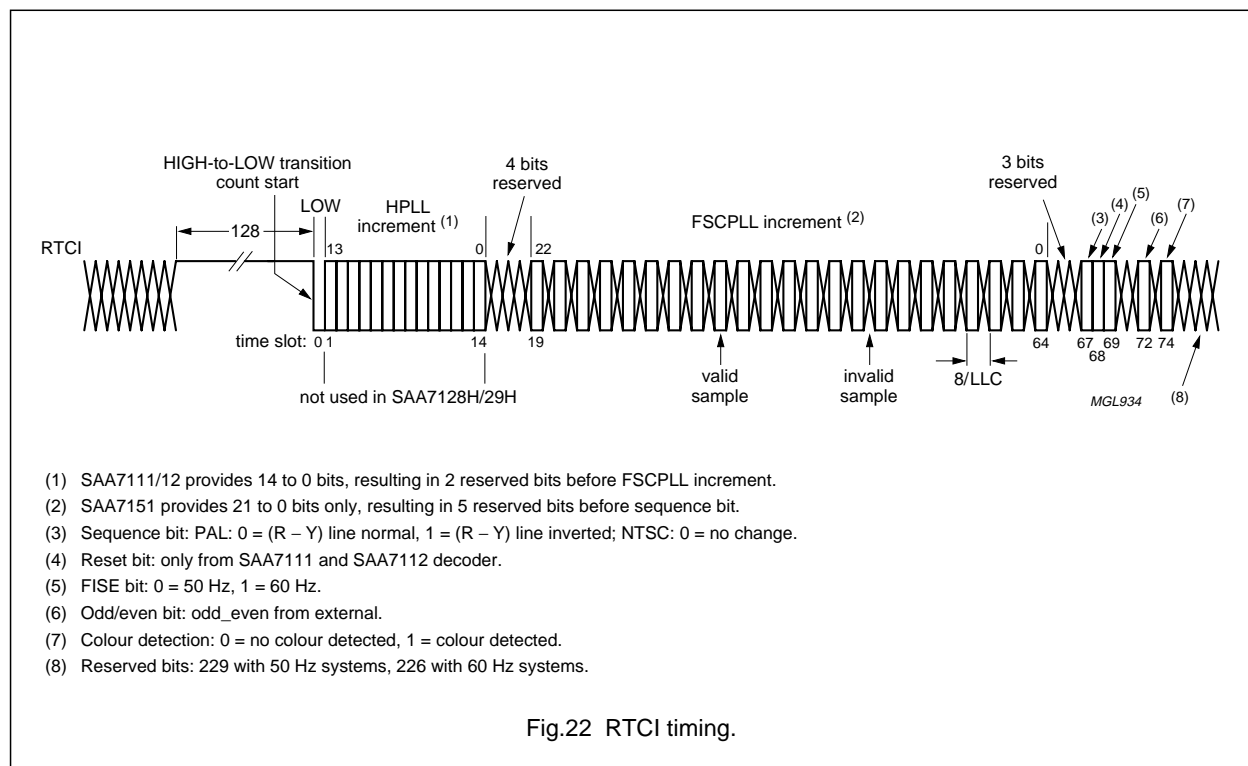 HIGH-to-LOW transition
count start
4 bits
reserved
3 bits
reserved
(5)
(4)
(7)
(3)
(6)
LOW
HPLL
increment (1)
FSCPLL increment (2)
128
13
0
22
0
RTCI
time slot:
0 1
14
19
64
67
69
72
74
68
not used in SAA7128H/29H
valid
sample
invalid
sample
8/LLC
MGL934
(8)
(1) SAA7111/12 provides 14 to 0 bits, resulting in 2 reserved bits before FSCPLL increment.
(2) SAA7151 provides 21 to 0 bits only, resulting in 5 reserved bits before sequence bit.
(3) Sequence bit: PAL: 0 = (R − Y) line normal, 1 = (R − Y) line inverted; NTSC: 0 = no change.
(4) Reset bit: only from SAA7111 and SAA7112 decoder.
(5) FISE bit: 0 = 50 Hz, 1 = 60 Hz.
(6) Odd/even bit: odd_even from external.
(7) Colour detection: 0 = no colour detected, 1 = colour detected.
(8) Reserved bits: 229 with 50 Hz systems, 226 with 60 Hz systems.
Fig.22 RTCI timing.